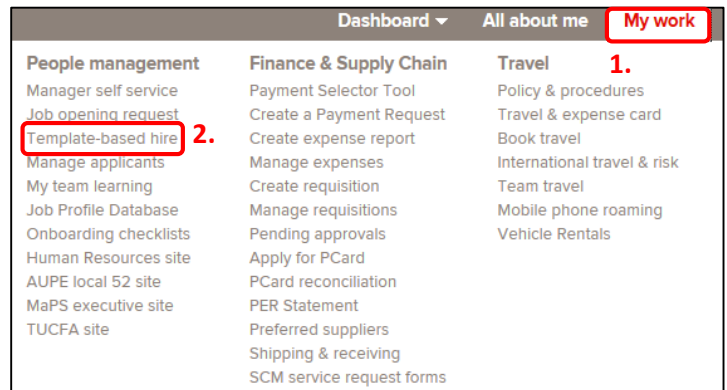 Dashboard All about me My work
1.
People management
Manager self service
Job opening request
Template-based hire
2.
Manage applicants
My team learning
Job Profile Database
Onboarding checklists
Human Resources site
AUPE local 52 site
MaPS executive site
TUCFA site
Finance & Supply Chain
Payment Selector Tool
Create a Payment Request
Create expense report
Manage expenses
Create requisition
Manage requisitions
Pending approvals
Apply for PCard
PCard reconciliation
PER Statement
Preferred suppliers
Shipping & receiving
SCM service request forms
Travel
Policy & procedures
Travel & expense card
Book travel
International travel & risk
Team travel
Mobile phone roaming
Vehicle Rentals